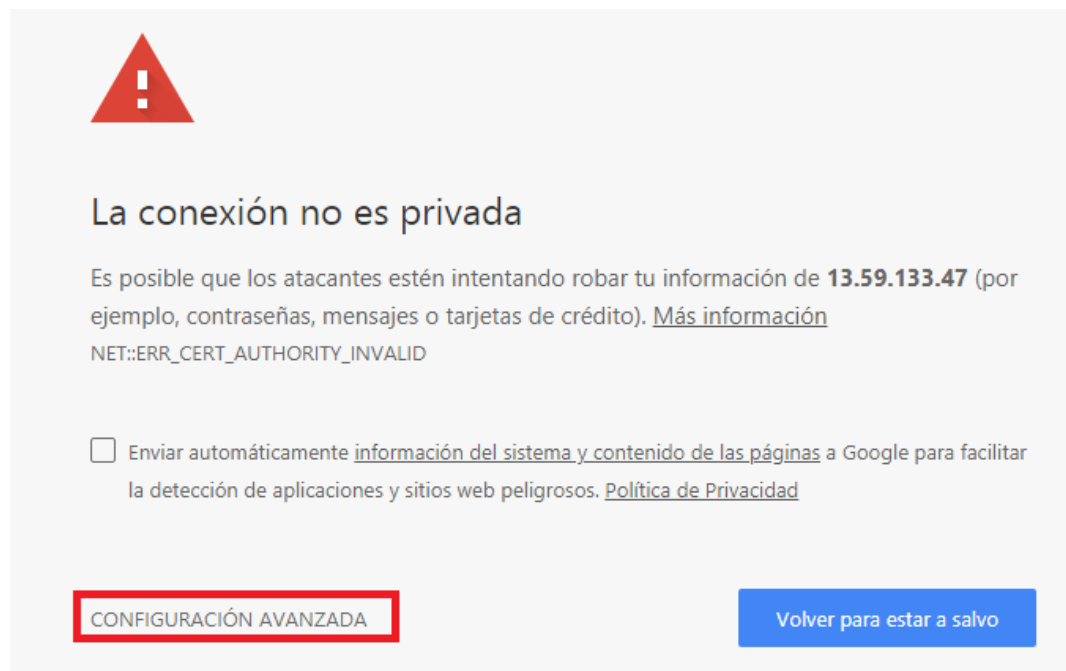 La conexión no es privada
Es posible que los atacantes estén intentando robar tu información de 13.59.133.47 (por
ejemplo, contraseñas, mensajes o tarjetas de crédito). Más información
NET::ERR_CERT_AUTHORITY_INVALID
Enviar automáticamente información del sistema y contenido de las páginas a Google para facilitar
la detección de aplicaciones y sitios web peligrosos. Política de Privacidad
CONFIGURACIÓN AVANZADA
Volver para estar a salvo